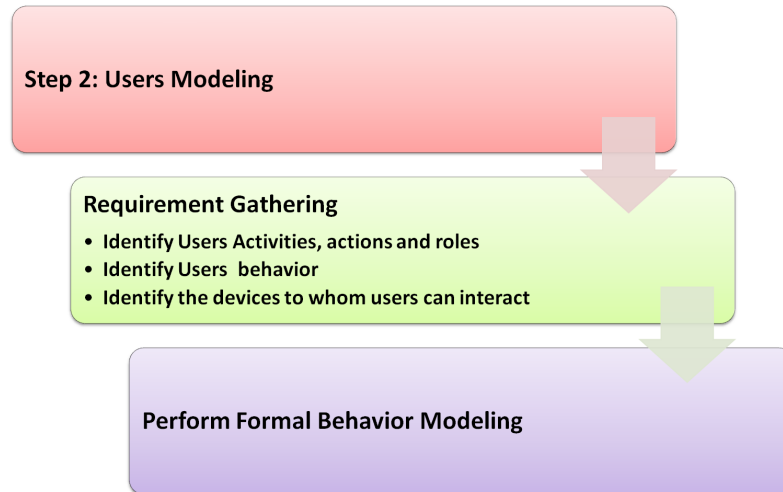 Step 2: Users Modeling
Requirement Gathering
• Identify Users Activities, actions and roles
• Identify Users behavior
• Identify the devices to whom users can interact
Perform Formal Behavior Modeling